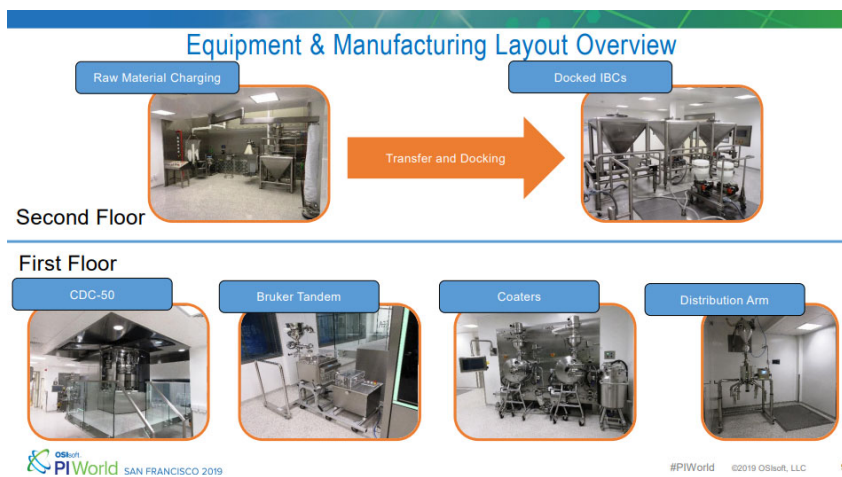 Equipment & Manufacturing Layout Overview
Raw Material Charging
Docked IBCs
Transfer and Docking
Second Floor
First Floor
CDC-50
Bruker Tandem
Coaters
Distribution Arm
OSIsoft.
PI World SAN FRANCISCO 2019
#PIWorld ©2019 OSIsoft, LLC